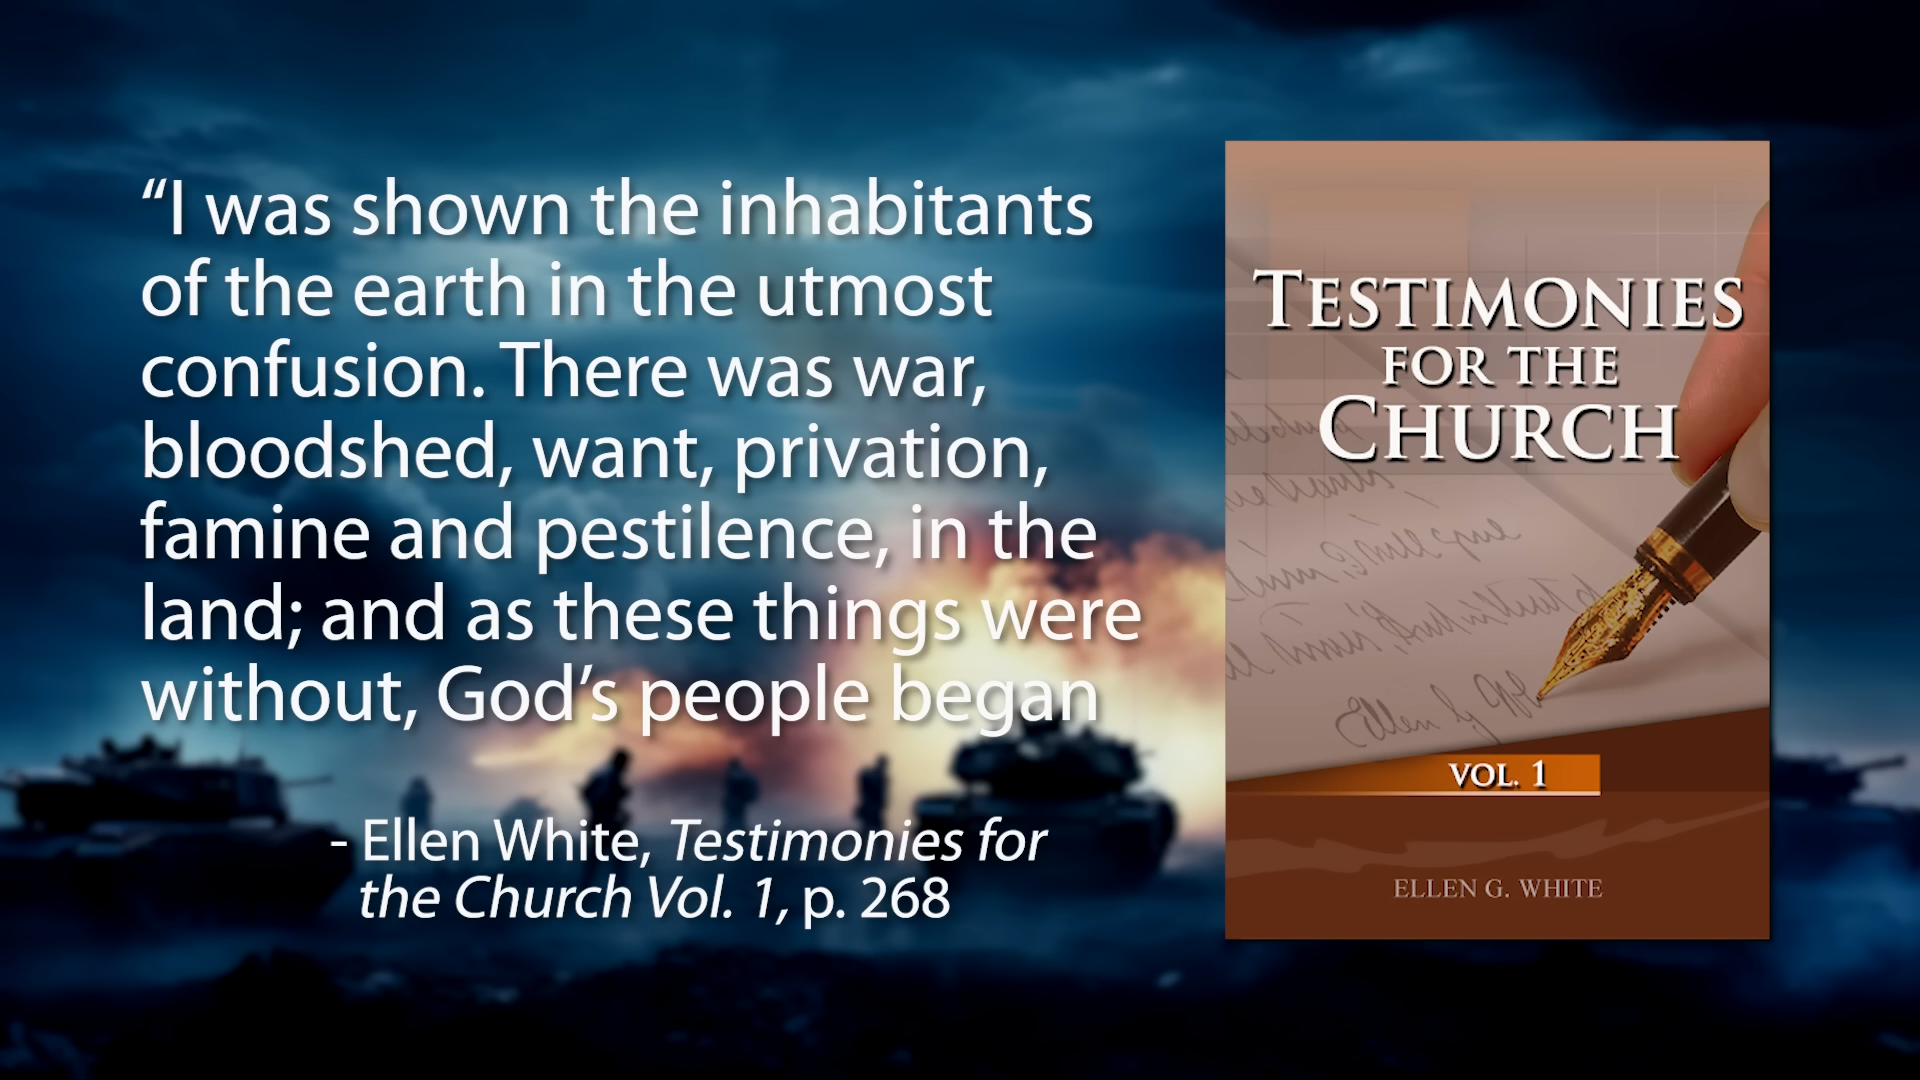 “I was shown the inhabitants
of the earth in the utmost
confusion. There was war,
bloodshed, want, privation,
famine and pestilence, in the
land; and as these things were
without, God’s people began
- Ellen White, Testimonies for
the Church Vol. 1, p. 268
TESTIMONIES
FOR THE
CHURCH
VOL. 1
ELLEN G. WHITE